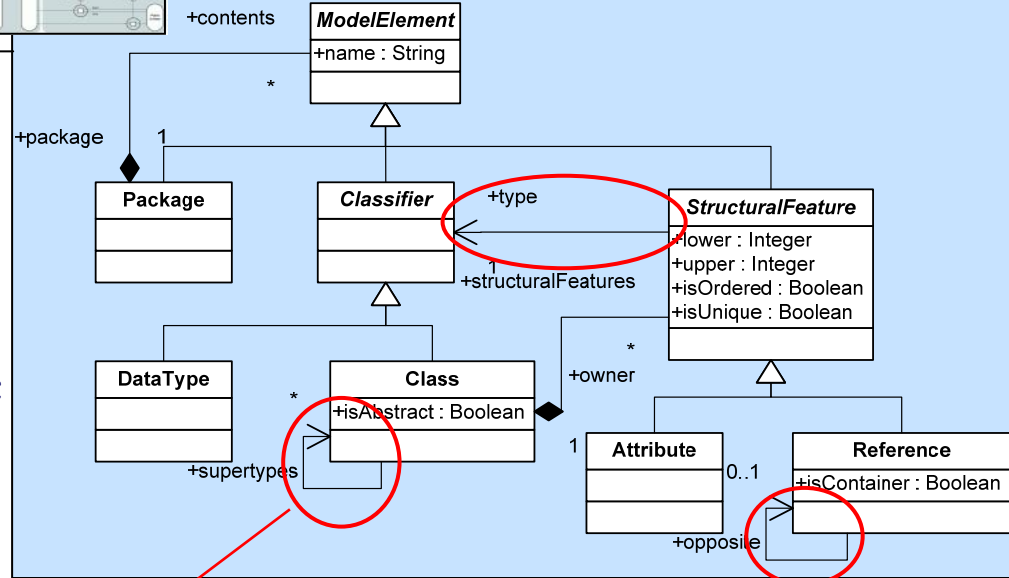 +contents
ModelElement
+name : String
*
+package
1
Package
Classifier
+type
StructuralFeature
+lower : Integer
+upper : Integer
+isOrdered : Boolean
+isUnique : Boolean
1
+structuralFeatures
*
+owner
DataType
Class
*
+isAbstract : Boolean
1
+supertypes
Attribute
0..1
Reference
+isContainer : Boolean
+opposite